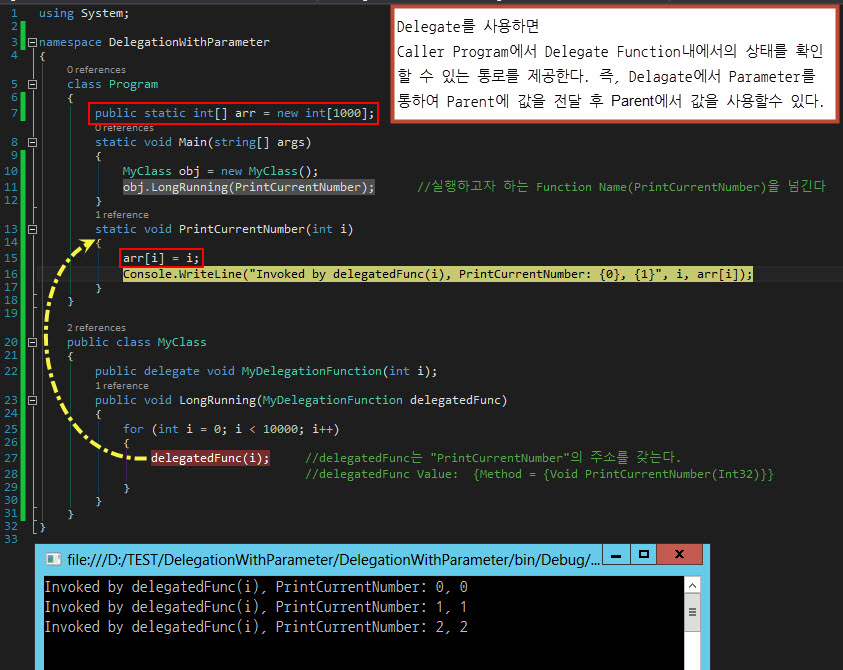 1 using System;
2
3 namespace DelegationWithParameter
4 {
0 references
5 class Program
6 {
7 public static int[] arr = new int[1000];
0 references
8 static void Main(string[] args)
9 {
10 MyClass obj = new MyClass();
11 obj.LongRunning(PrintCurrentNumber); //실행하고자 하는 Function Name(PrintCurrentNumber)을 넘긴다
12 }
1 reference
13 static void PrintCurrentNumber(int i)
14 {
15 arr[i] = i;
16 Console.WriteLine("Invoked by delegatedFunc(i), PrintCurrentNumber: {0}, {1}", i, arr[i]);
17 }
18 }
19
2 references
20 public class MyClass
21 {
22 public delegate void MyDelegationFunction(int i);
1 reference
23 public void LongRunning(MyDelegationFunction delegatedFunc)
24 {
25 for (int i = 0; i < 10000; i++)
26 {
27 delegatedFunc(i); //delegatedFunc는 "PrintCurrentNumber"의 주소를 갖는다.
28 //delegatedFunc Value: {Method = {Void PrintCurrentNumber(Int32)}}
29 }
30 }
31 }
32 }
33
Delegate를 사용하면
Caller Program에서 Delegate Function내에서의 상태를 확인
할 수 있는 통로를 제공한다. 즉, Delagate에서 Parameter를
통하여 Parent에 값을 전달 후 Parent에서 값을 사용할수 있다.
file:///D:/TEST/DelegationWithParameter/DelegationWithParameter/bin/Debug/...
Invoked by delegatedFunc(i), PrintCurrentNumber: 0, 0
Invoked by delegatedFunc(i), PrintCurrentNumber: 1, 1
Invoked by delegatedFunc(i), PrintCurrentNumber: 2, 2